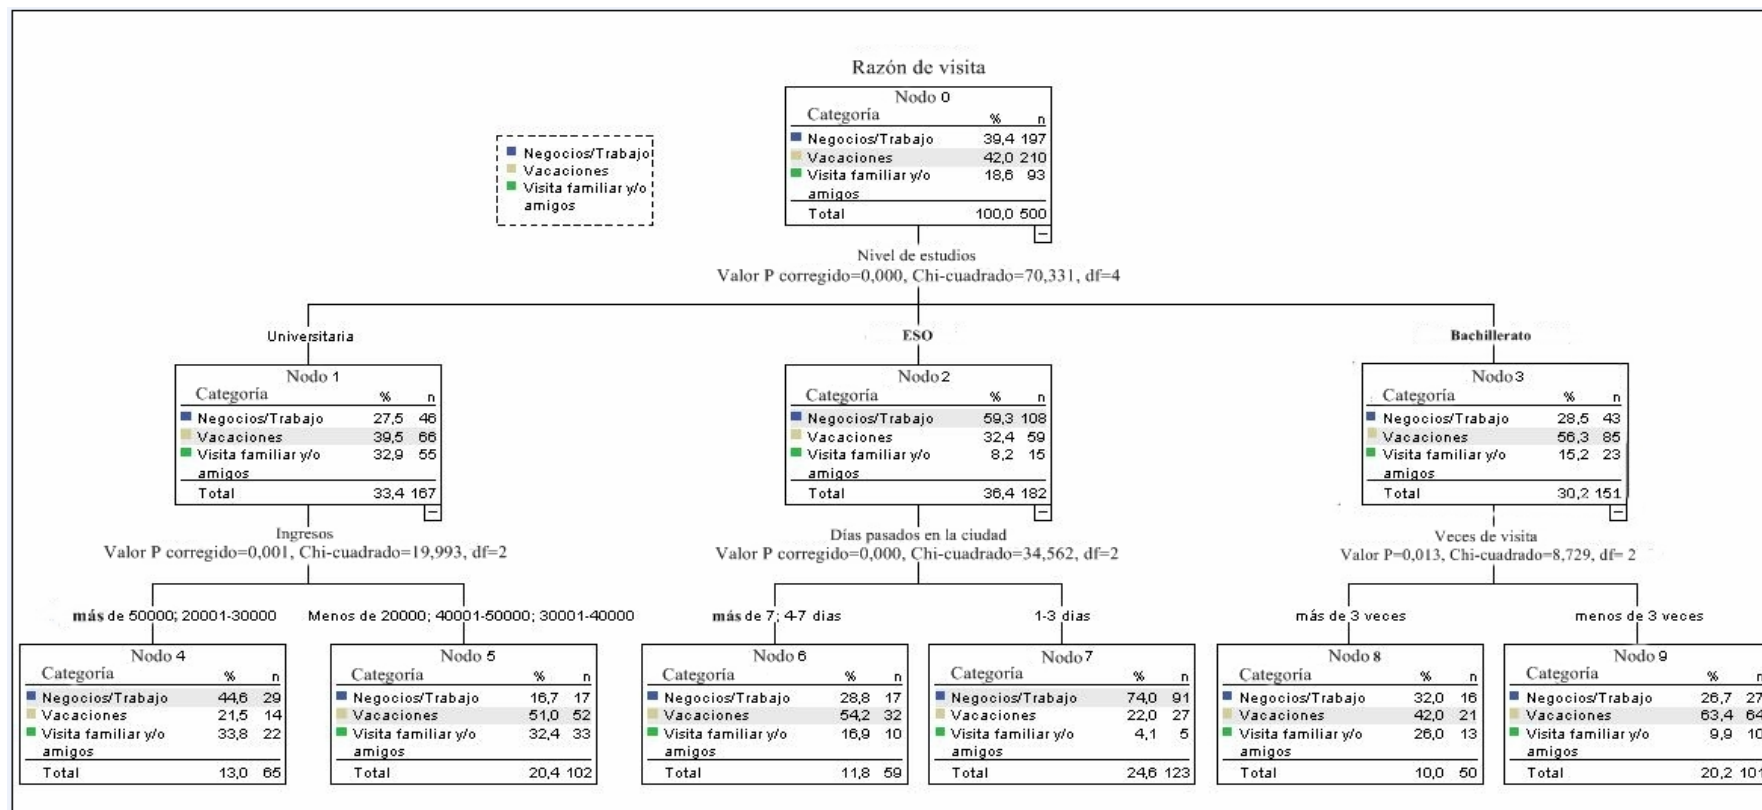 Razón de visita
Nodo 0
Categoría % n
Negocios/Trabajo 39,4 197
Vacaciones 42,0 210
Visita familiar y/o 18,6 93
amigos
Total 100,0 500
Negocios/Trabajo
Vacaciones
Visita familiar y/o
amigos
Nivel de estudios
Valor P corregido=0,000, Chi-cuadrado=70,331, df=4
Universitaria
ESO
Bachillerato
Nodo 1
Categoría % n
Negocios/Trabajo 27,5 46
Vacaciones 39,5 66
Visita familiar y/o 32,9 55
amigos
Total 33,4 167
Nodo 2
Categoría % n
Negocios/Trabajo 59,3 108
Vacaciones 32,4 59
Visita familiar y/o 8,2 15
amigos
Total 36,4 182
Nodo 3
Categoría % n
Negocios/Trabajo 28,5 43
Vacaciones 56,3 85
Visita familiar y/o 15,2 23
amigos
Total 30,2 151
Ingresos
Valor P corregido=0,001, Chi-cuadrado=19,993, df=2
Días pasados en la ciudad
Valor P corregido=0,000, Chi-cuadrado=34,562, df=2
Veces de visita
Valor P=0,013, Chi-cuadrado=8,729, df= 2
más de 50000; 20001-30000
Menos de 20000; 40001-50000; 30001-40000
más de 7; 4-7 dias
1-3 dias
más de 3 veces
menos de 3 veces
Nodo 4
Categoría % n
Negocios/Trabajo 44,6 29
Vacaciones 21,5 14
Visita familiar y/o 33,8 22
amigos
Total 13,0 65
Nodo 5
Categoría % n
Negocios/Trabajo 16,7 17
Vacaciones 51,0 52
Visita familiar y/o 32,4 33
amigos
Total 20,4 102
Nodo 6
Categoría % n
Negocios/Trabajo 28,8 17
Vacaciones 54,2 32
Visita familiar y/o 16,9 10
amigos
Total 11,8 59
Nodo 7
Categoría % n
Negocios/Trabajo 74,0 91
Vacaciones 22,0 27
Visita familiar y/o 4,1 5
amigos
Total 24,6 123
Nodo 8
Categoría % n
Negocios/Trabajo 32,0 16
Vacaciones 42,0 21
Visita familiar y/o 26,0 13
amigos
Total 10,0 50
Nodo 9
Categoría % n
Negocios/Trabajo 26,7 27
Vacaciones 63,4 64
Visita familiar y/o 9,9 10
amigos
Total 20,2 101